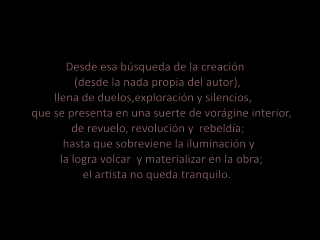 Desde esa búsqueda de la creación
(desde la nada propia del autor),
llena de duelos,exploración y silencios,
que se presenta en una suerte de vorágine interior,
de revuelo, revolución y rebeldía;
hasta que sobreviene la iluminación y
la logra volcar y materializar en la obra;
el artista no queda tranquilo.